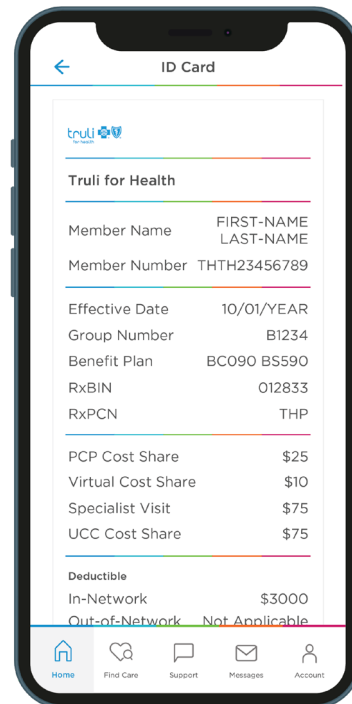 ID Card
truli
for health
Truli for Health
Member Name FIRST-NAME
LAST-NAME
Member Number THTH23456789
Effective Date 10/01/YEAR
Group Number B1234
Benefit Plan BC090 BS590
RxBIN 012833
RxPCN THP
PCP Cost Share $25
Virtual Cost Share $10
Specialist Visit $75
UCC Cost Share $75
Deductible
In-Network $3000
Out-of-Network Not Applicable
Home Find Care Support Messages Account